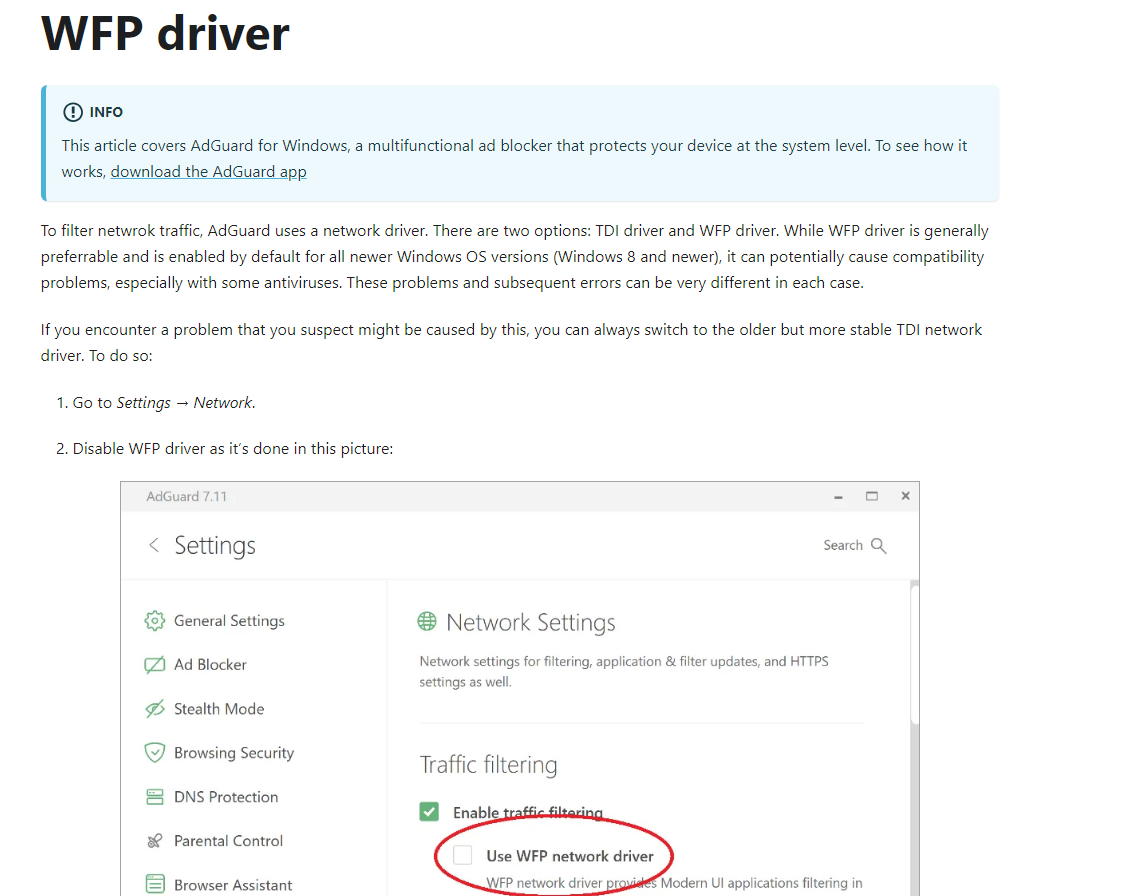 WFP driver
INFO
This article covers AdGuard for Windows, a multifunctional ad blocker that protects your device at the system level. To see how it
works, download the AdGuard app
To filter netwrok traffic, AdGuard uses a network driver. There are two options: TDI driver and WFP driver. While WFP driver is generally
preferrable and is enabled by default for all newer Windows OS versions (Windows 8 and newer), it can potentially cause compatibility
problems, especially with some antiviruses. These problems and subsequent errors can be very different in each case.
If you encounter a problem that you suspect might be caused by this, you can always switch to the older but more stable TDI network
driver. To do so:
1. Go to Settings → Network.
2. Disable WFP driver as it's done in this picture:
AdGuard 7.11
Settings
Search
General Settings
Ad Blocker
Stealth Mode
Browsing Security
DNS Protection
Parental Control
Browser Assistant
Network Settings
Network settings for filtering, application & filter updates, and HTTPS
settings as well.
Traffic filtering
Enable traffic filtering
Use WFP network driver
WFP network driver provides Modern UI applications filtering in